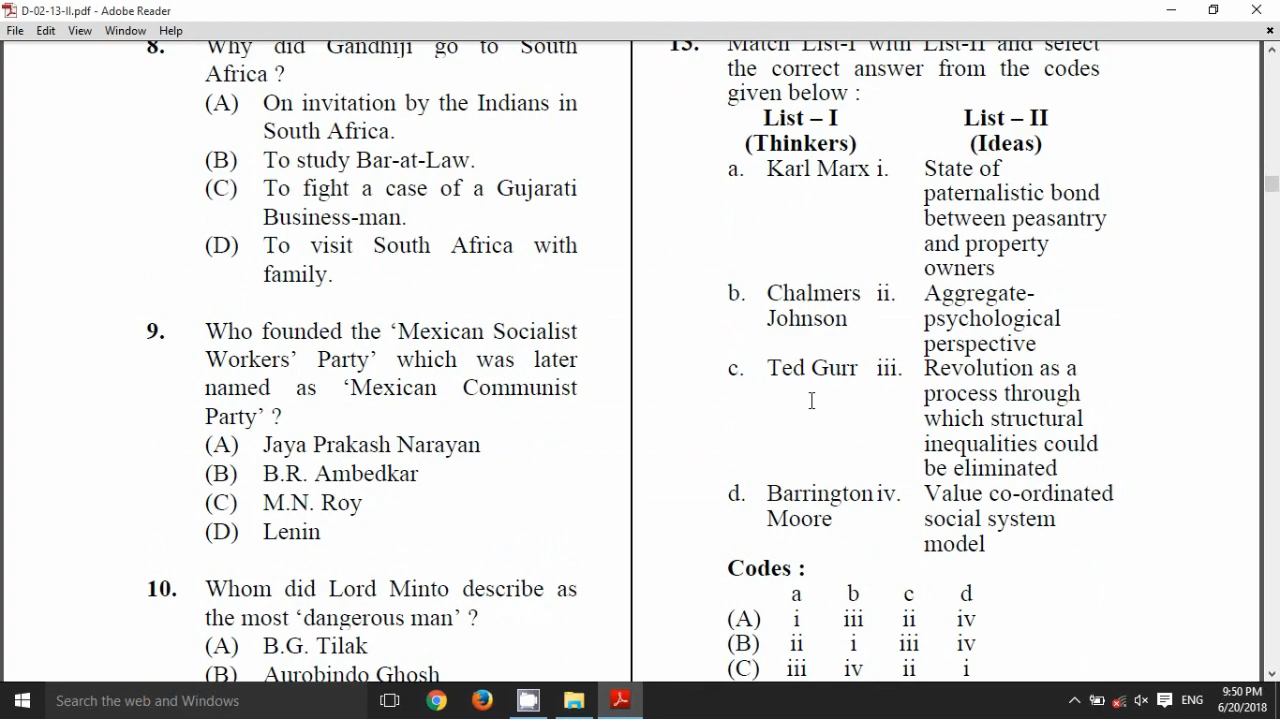 D-02-13-II.pdf - Adobe Reader
File Edit View Window Help
8. Why did Gandhiji go to South
Africa ?
(A) On invitation by the Indians in
South Africa.
(B) To study Bar-at-Law.
(C) To fight a case of a Gujarati
Business-man.
(D) To visit South Africa with
family.
9. Who founded the ‘Mexican Socialist
Workers’ Party’ which was later
named as ‘Mexican Communist
Party’ ?
(A) Jaya Prakash Narayan
(B) B.R. Ambedkar
(C) M.N. Roy
(D) Lenin
10. Whom did Lord Minto describe as
the most ‘dangerous man’ ?
(A) B.G. Tilak
(B) Aurobindo Ghosh
13. Match List-I with List-II and select
the correct answer from the codes
given below :
List – I List – II
(Thinkers) (Ideas)
a. Karl Marx i. State of
paternalistic bond
between peasantry
and property
owners
b. Chalmers ii. Aggregate-
Johnson psychological
perspective
c. Ted Gurr iii. Revolution as a
process through
which structural
inequalities could
be eliminated
d. Barrington iv. Value co-ordinated
Moore social system
model
Codes :
a b c d
(A) i iii ii iv
(B) ii i iii iv
(C) iii iv ii i
Search the web and Windows
ENG
9:50 PM
6/20/2018